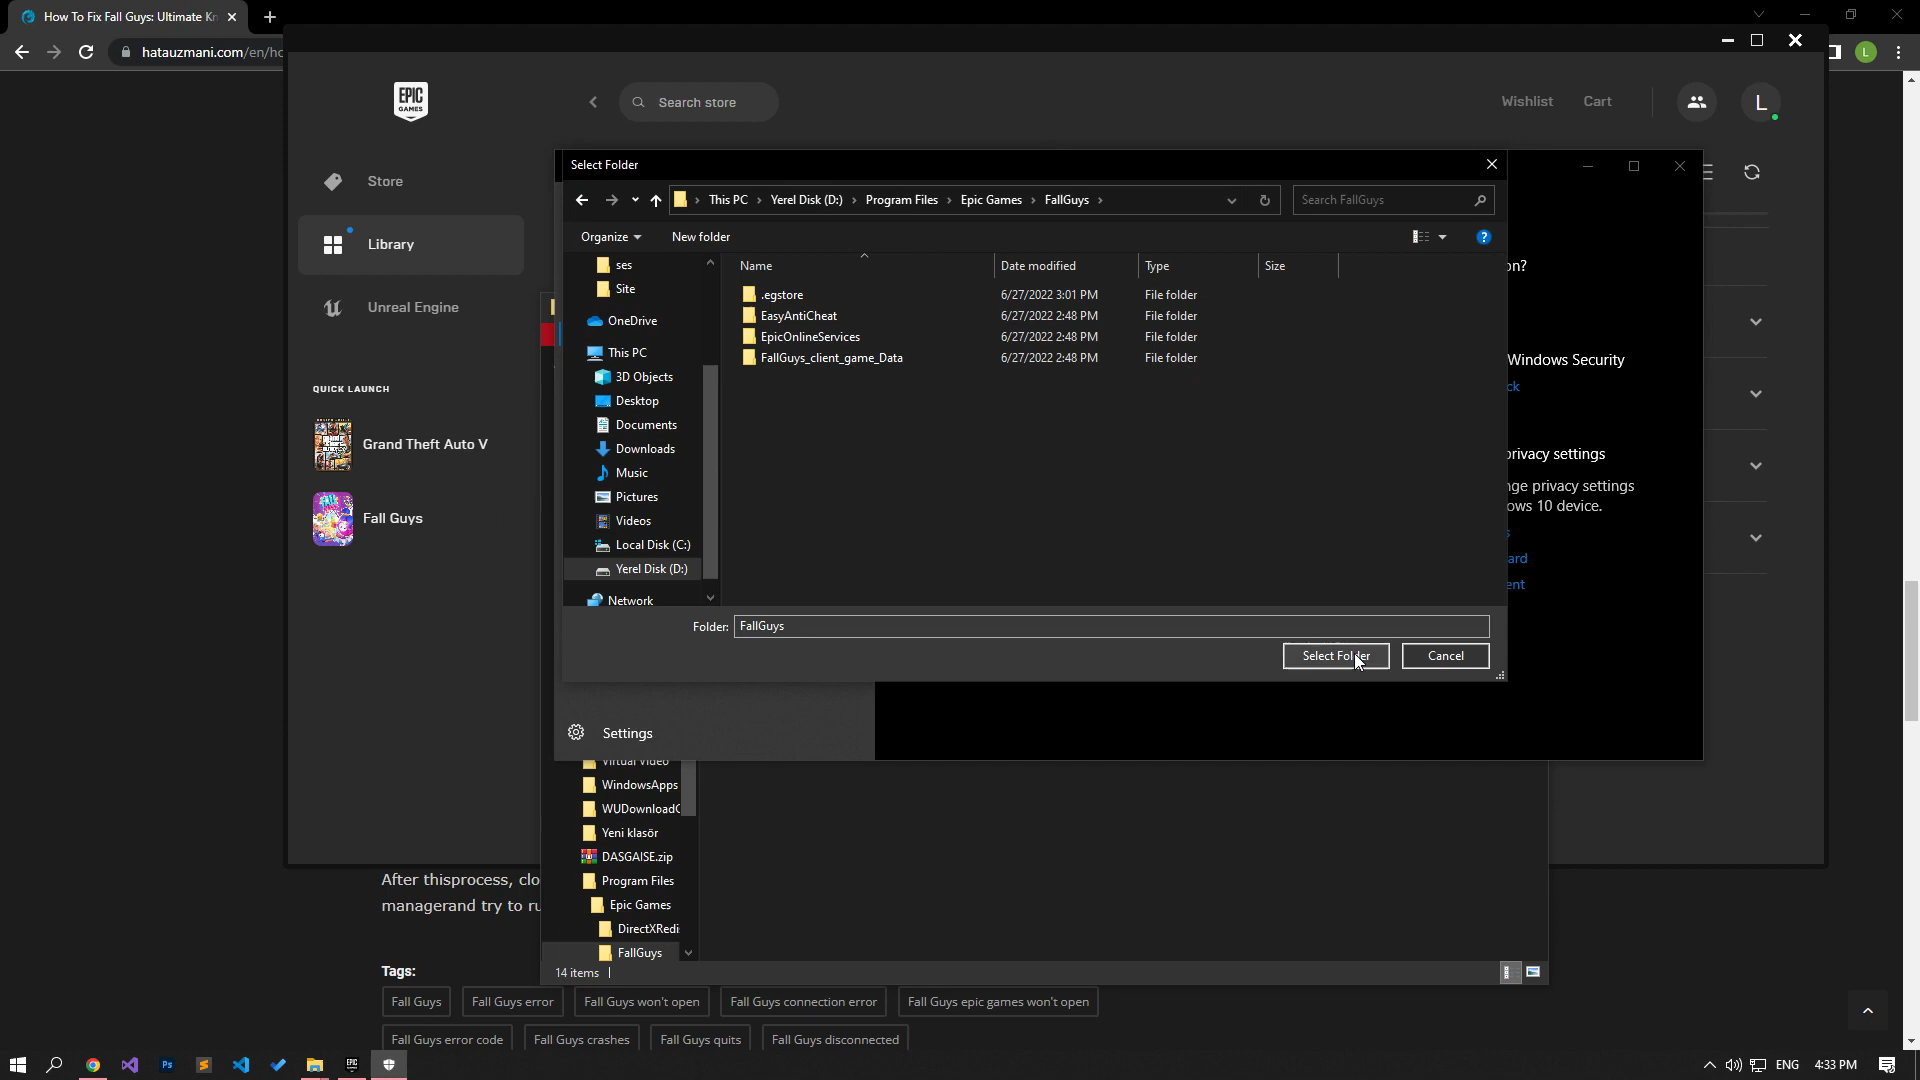 How To Fix Fall Guys: Ultimate Kn
hatauzmani.com/en/hc
L
EPIC
GAMES
Search store
Wishlist
Cart
L
Store
Library
Unreal Engine
QUICK LAUNCH
Grand Theft Auto V
Fall Guys
Select Folder
This PC
Yerel Disk (D:)
Program Files
Epic Games
FallGuys
Search FallGuys
Organize
New folder
?
ses
Site
OneDrive
This PC
3D Objects
Desktop
Documents
Downloads
Music
Pictures
Videos
Local Disk (C:)
Yerel Disk (D:)
Network
Name
Date modified
Type
Size
.egstore
6/27/2022 3:01 PM
File folder
EasyAntiCheat
6/27/2022 2:48 PM
File folder
EpicOnlineServices
6/27/2022 2:48 PM
File folder
FallGuys_client_game_Data
6/27/2022 2:48 PM
File folder
Folder:
FallGuys
Select Folder
Cancel
on?
Windows Security
ck
privacy settings
nge privacy settings
ows 10 device.
s
ard
ent
Settings
Virtual Video
WindowsApps
WUDownloadC
Yeni klasör
DASGAISE.zip
Program Files
Epic Games
DirectXRedi
FallGuys
14 items
After thisprocess, clo
managerand try to ru
Tags:
Fall Guys
Fall Guys error
Fall Guys won't open
Fall Guys connection error
Fall Guys epic games won't open
Fall Guys error code
Fall Guys crashes
Fall Guys quits
Fall Guys disconnected
Ps
EPIC
ENG
4:33 PM